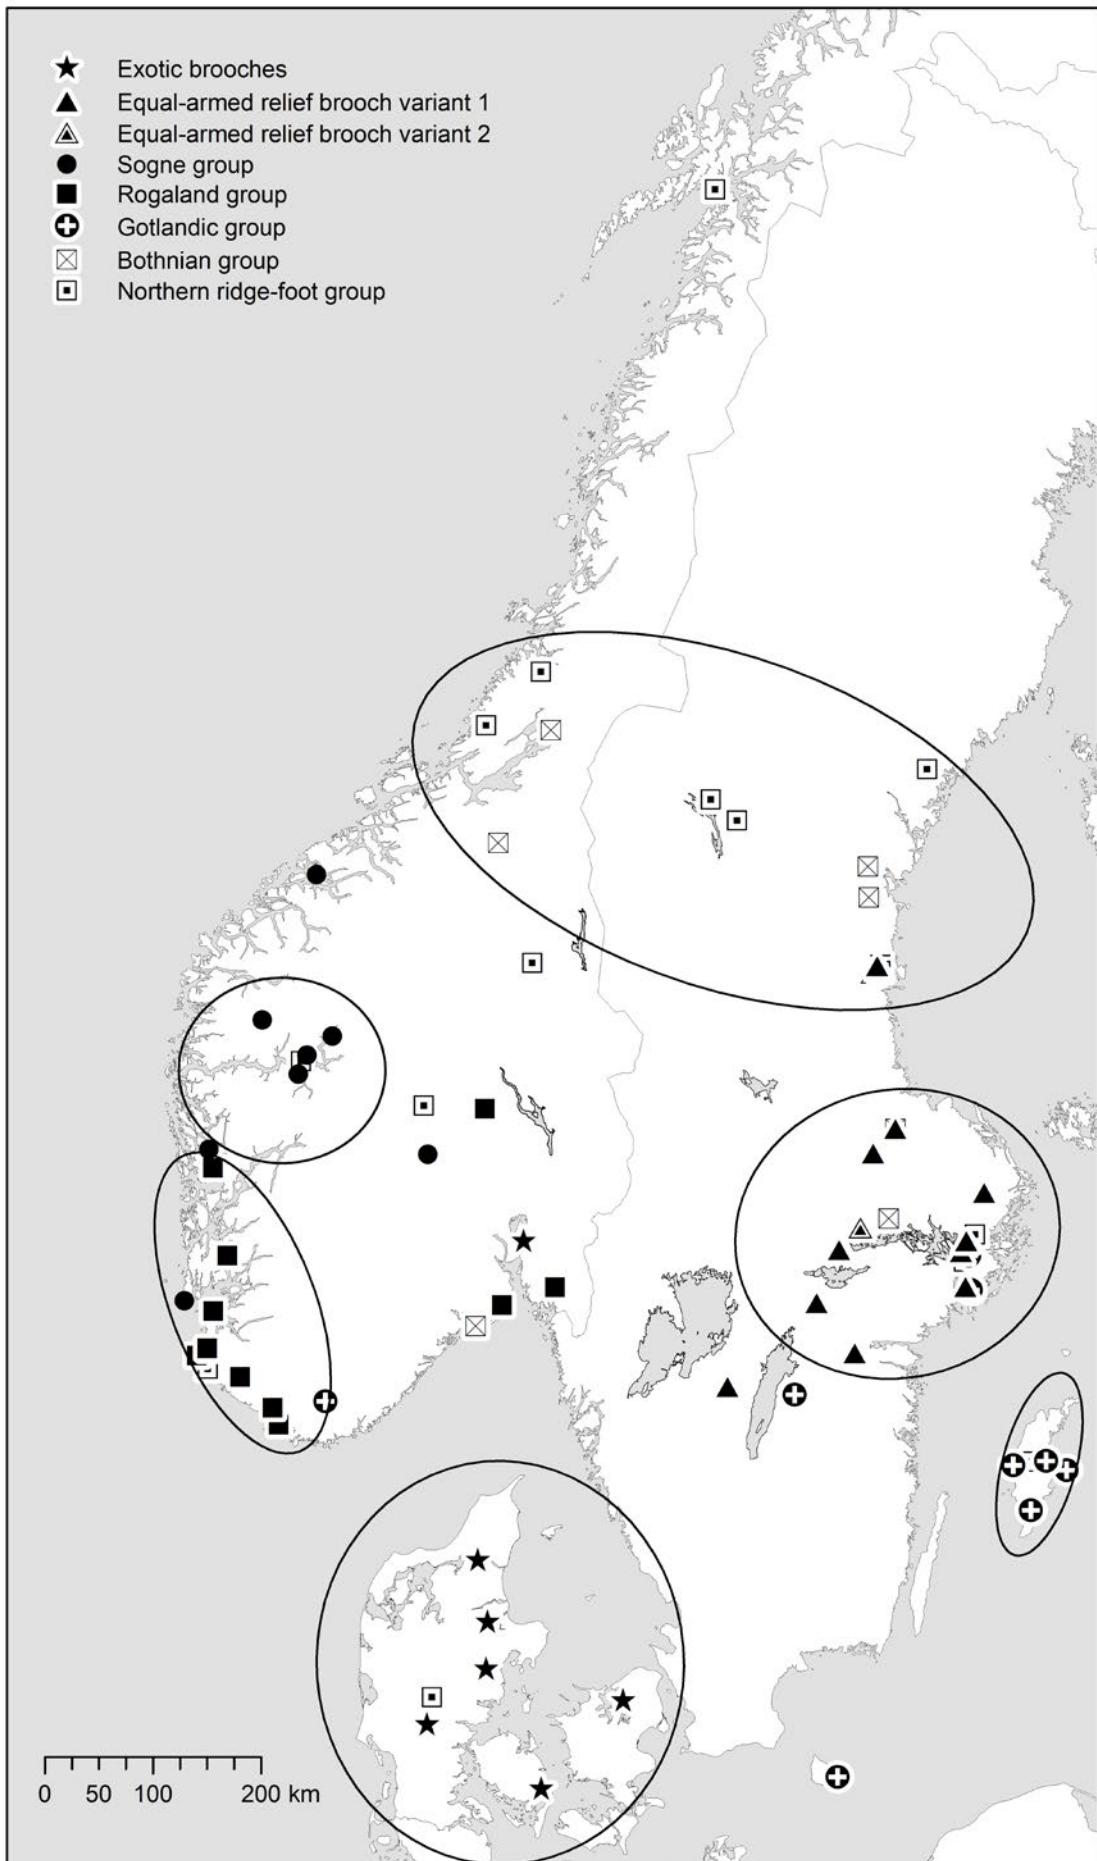 Exotic brooches
Equal-armed relief brooch variant 1
Equal-armed relief brooch variant 2
Sogne group
Rogaland group
Gotlandic group
Bothnian group
Northern ridge-foot group
0 50 100 200 km